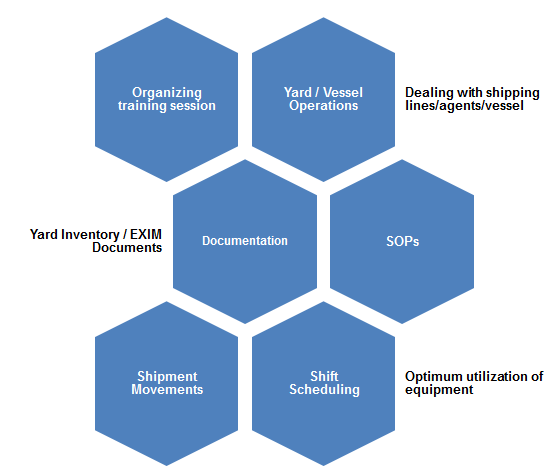 Organizing
training session
Yard / Vessel
Operations
Dealing with shipping
lines/agents/vessel
Yard Inventory / EXIM
Documents
Documentation
SOPs
Shipment
Movements
Shift
Scheduling
Optimum utilization of
equipment